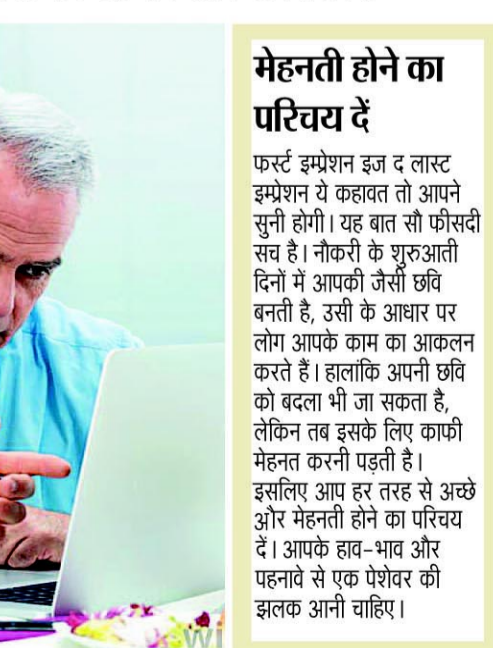 मेहनती होने का
परिचय दें
फर्स्ट इम्प्रेशन इज द लास्ट
इम्प्रेशन ये कहावत तो आपने
सुनी होगी। यह बात सौ फीसदी
सच है। नौकरी के शुरुआती
दिनों में आपकी जैसी छवि
बनती है, उसी के आधार पर
लोग आपके काम का आकलन
करते हैं। हालांकि अपनी छवि
को बदला भी जा सकता है,
लेकिन तब इसके लिए काफी
मेहनत करनी पड़ती है।
इसलिए आप हर तरह से अच्छे
और मेहनती होने का परिचय
दें। आपके हाव-भाव और
पहनावे से एक पेशेवर की
झलक आनी चाहिए।